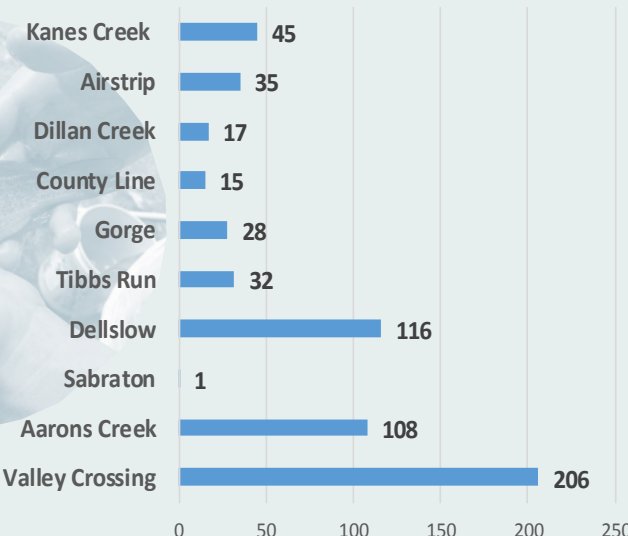 Kanes Creek 45
Airstrip 35
Dillan Creek 17
County Line 15
Gorge 28
Tibbs Run 32
Dellslow 116
Sabraton 1
Aarons Creek 108
Valley Crossing 206
0 50 100 150 200 250